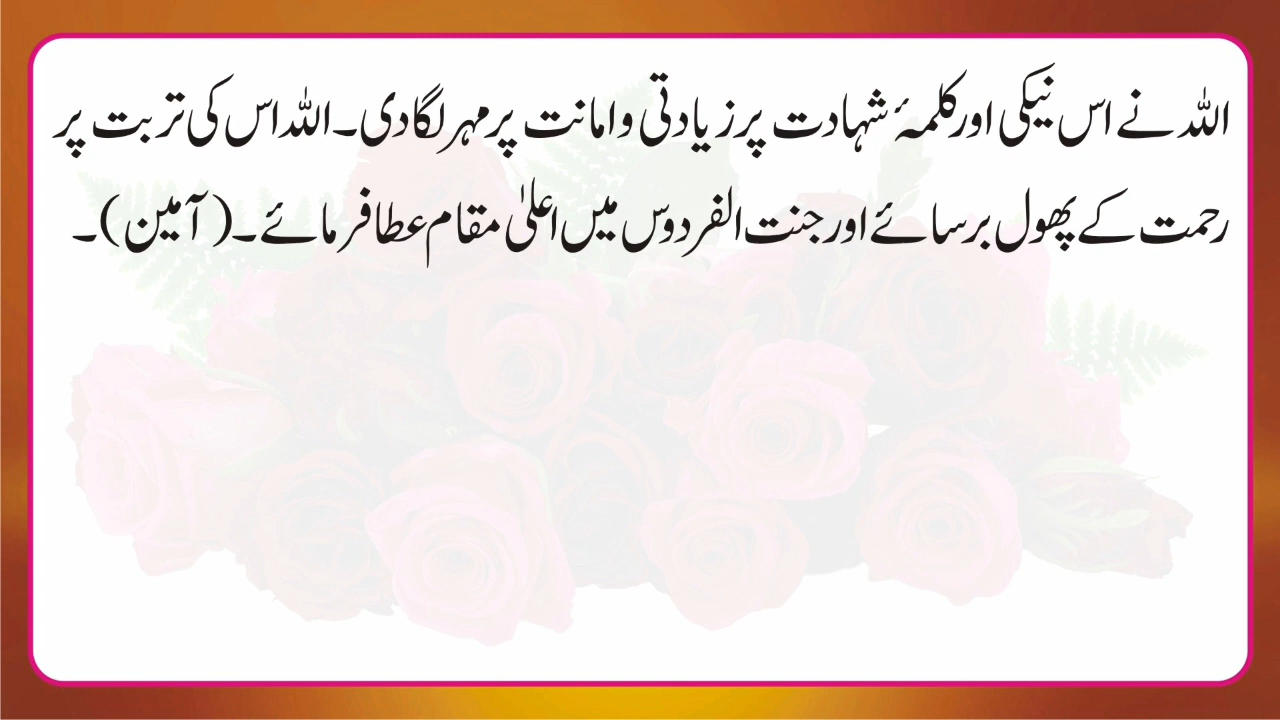 اللہ نے اس نیکی اور کلمۂ شہادت پر زیادتی و امانت پر مہر لگا دی۔ اللہ اس کی تربت پر
رحمت کے پھول برسائے اور جنت الفردوس میں اعلیٰ مقام عطا فرمائے۔ (آمین)۔